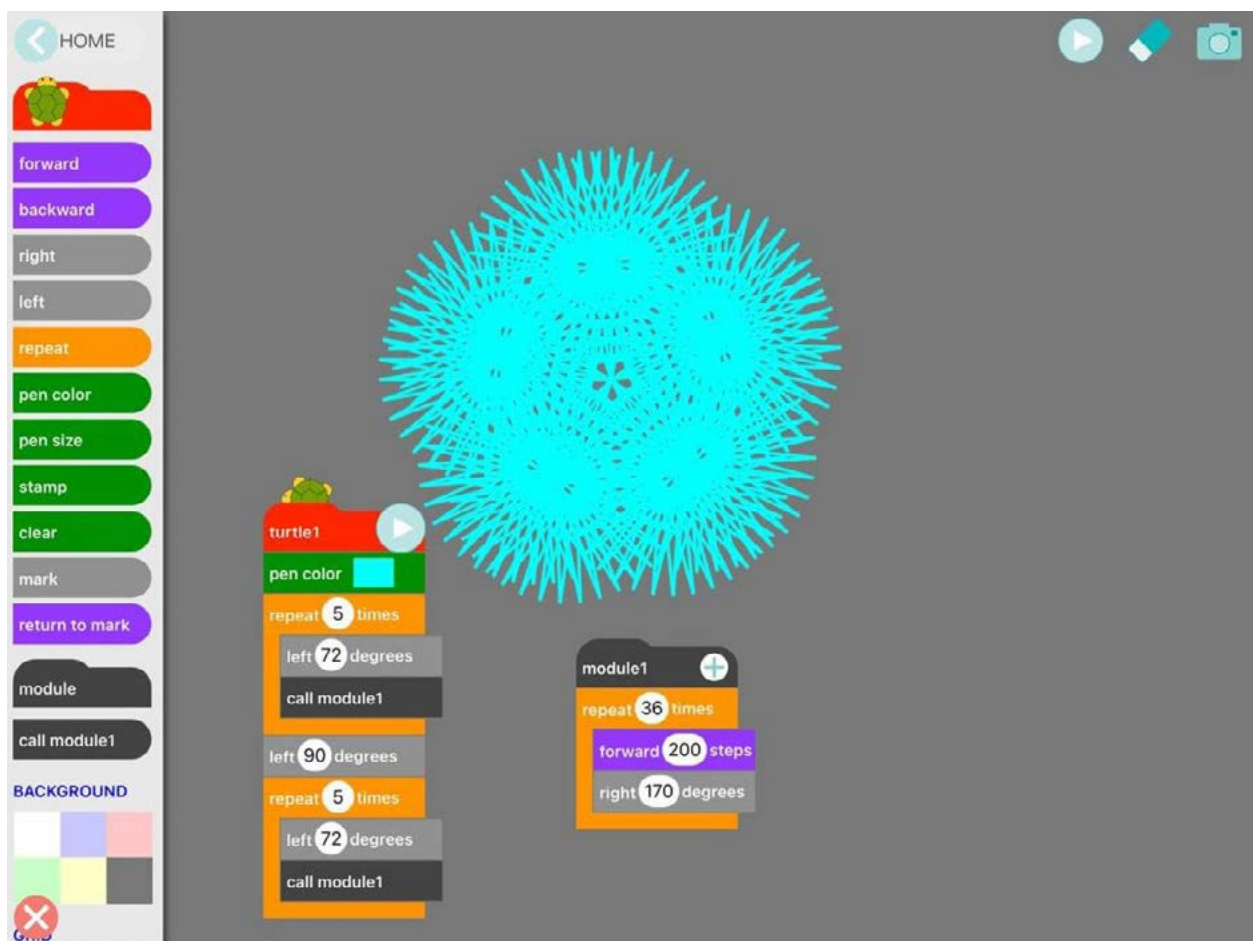 HOME
forward
backward
right
left
repeat
pen color
pen size
stamp
clear
mark
return to mark
module
call module1
BACKGROUND
turtle1
pen color
repeat 5 times
left 72 degrees
call module1
left 90 degrees
repeat 5 times
left 72 degrees
call module1
module1
repeat 36 times
forward 200 steps
right 170 degrees